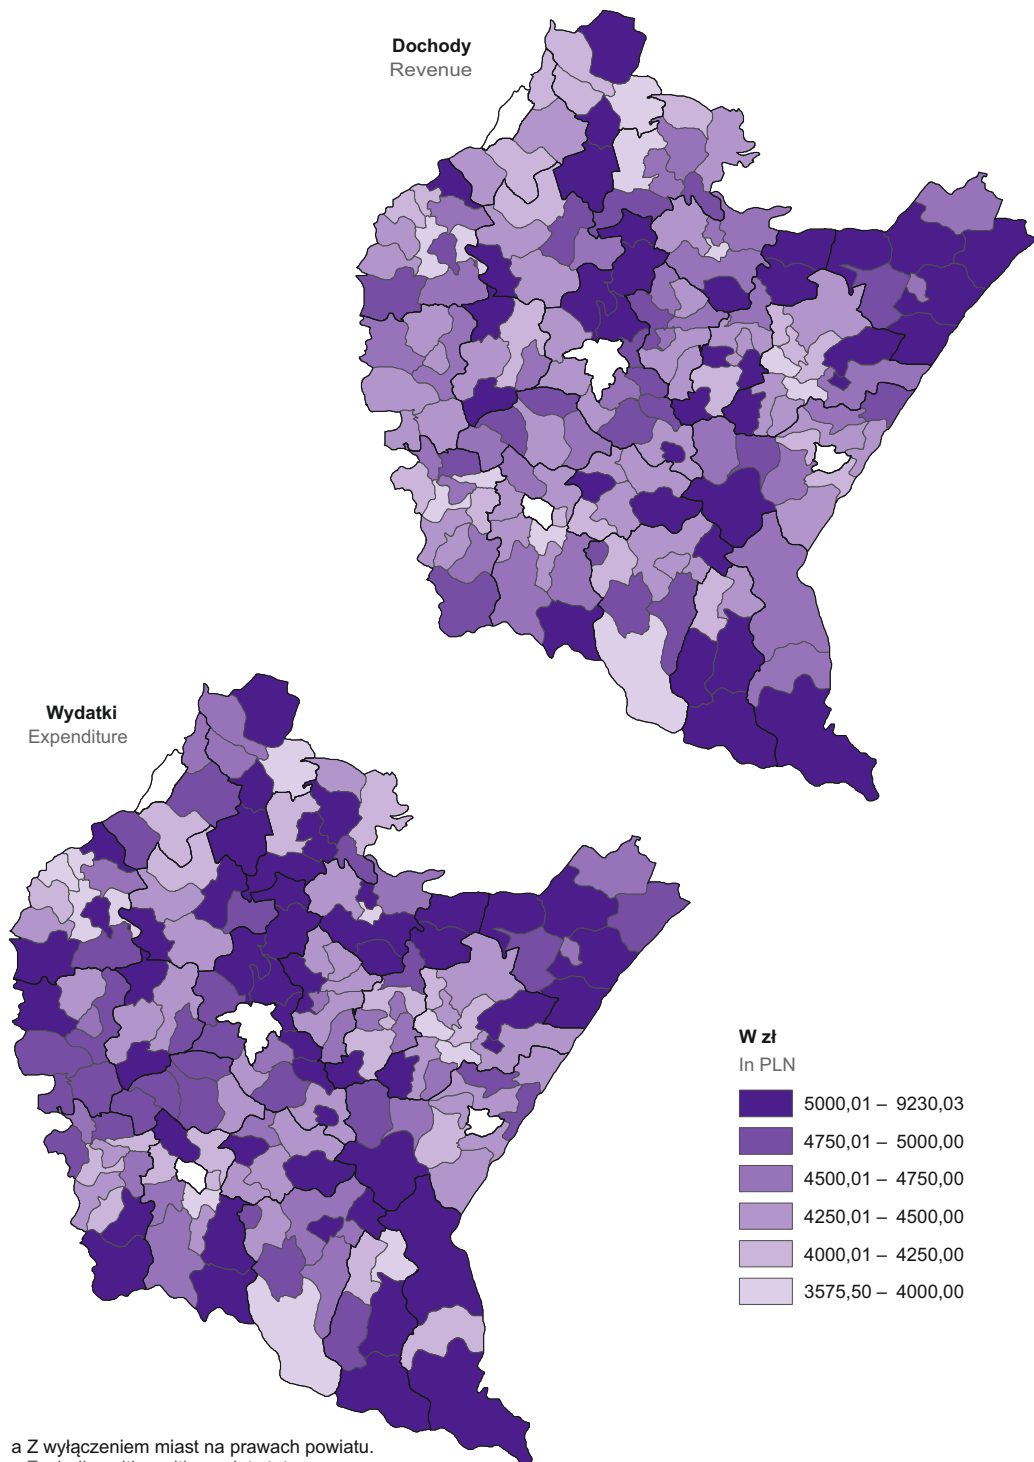 Dochody
Revenue
Wydatki
Expenditure
W zł
In PLN
5000,01 – 9230,03
4750,01 – 5000,00
4500,01 – 4750,00
4250,01 – 4500,00
4000,01 – 4250,00
3575,50 – 4000,00
a Z wyłączeniem miast na prawach powiatu.